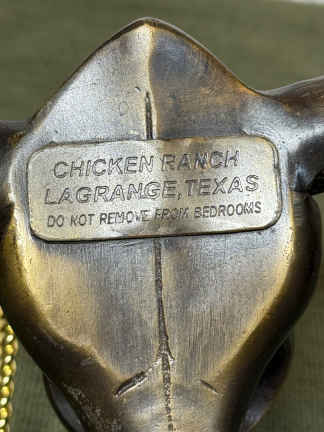 CHICKEN RANCH
LAGRANGE, TEXAS
DO NOT REMOVE FROM BEDROOMS